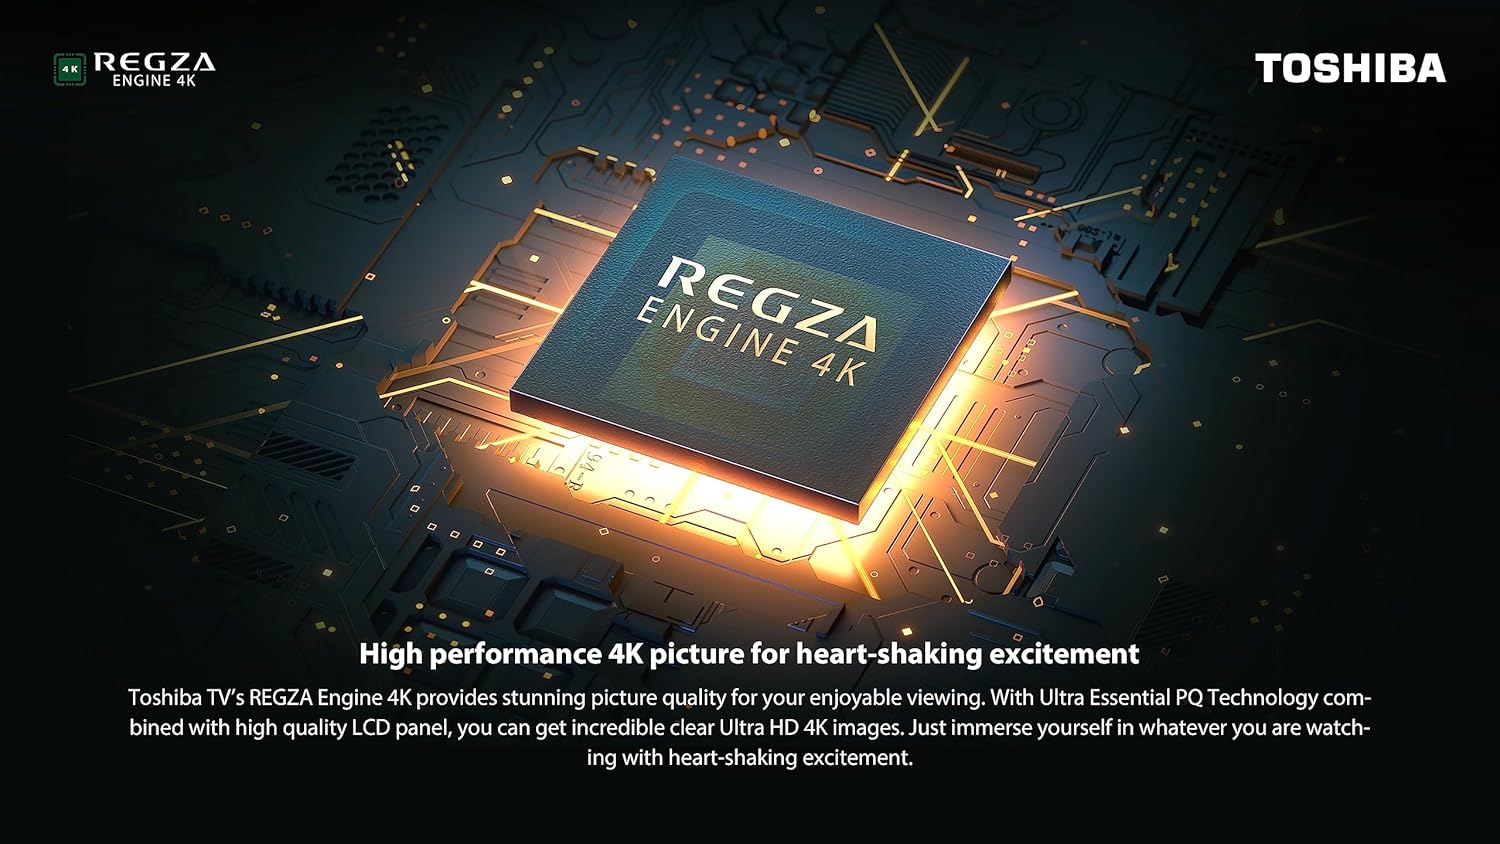 4K REGZA
ENGINE 4K
TOSHIBA
REGZA
ENGINE 4K
94-R
High performance 4K picture for heart-shaking excitement
Toshiba TV's REGZA Engine 4K provides stunning picture quality for your enjoyable viewing. With Ultra Essential PQ Technology com-
bined with high quality LCD panel, you can get incredible clear Ultra HD 4K images. Just immerse yourself in whatever you are watch-
ing with heart-shaking excitement.